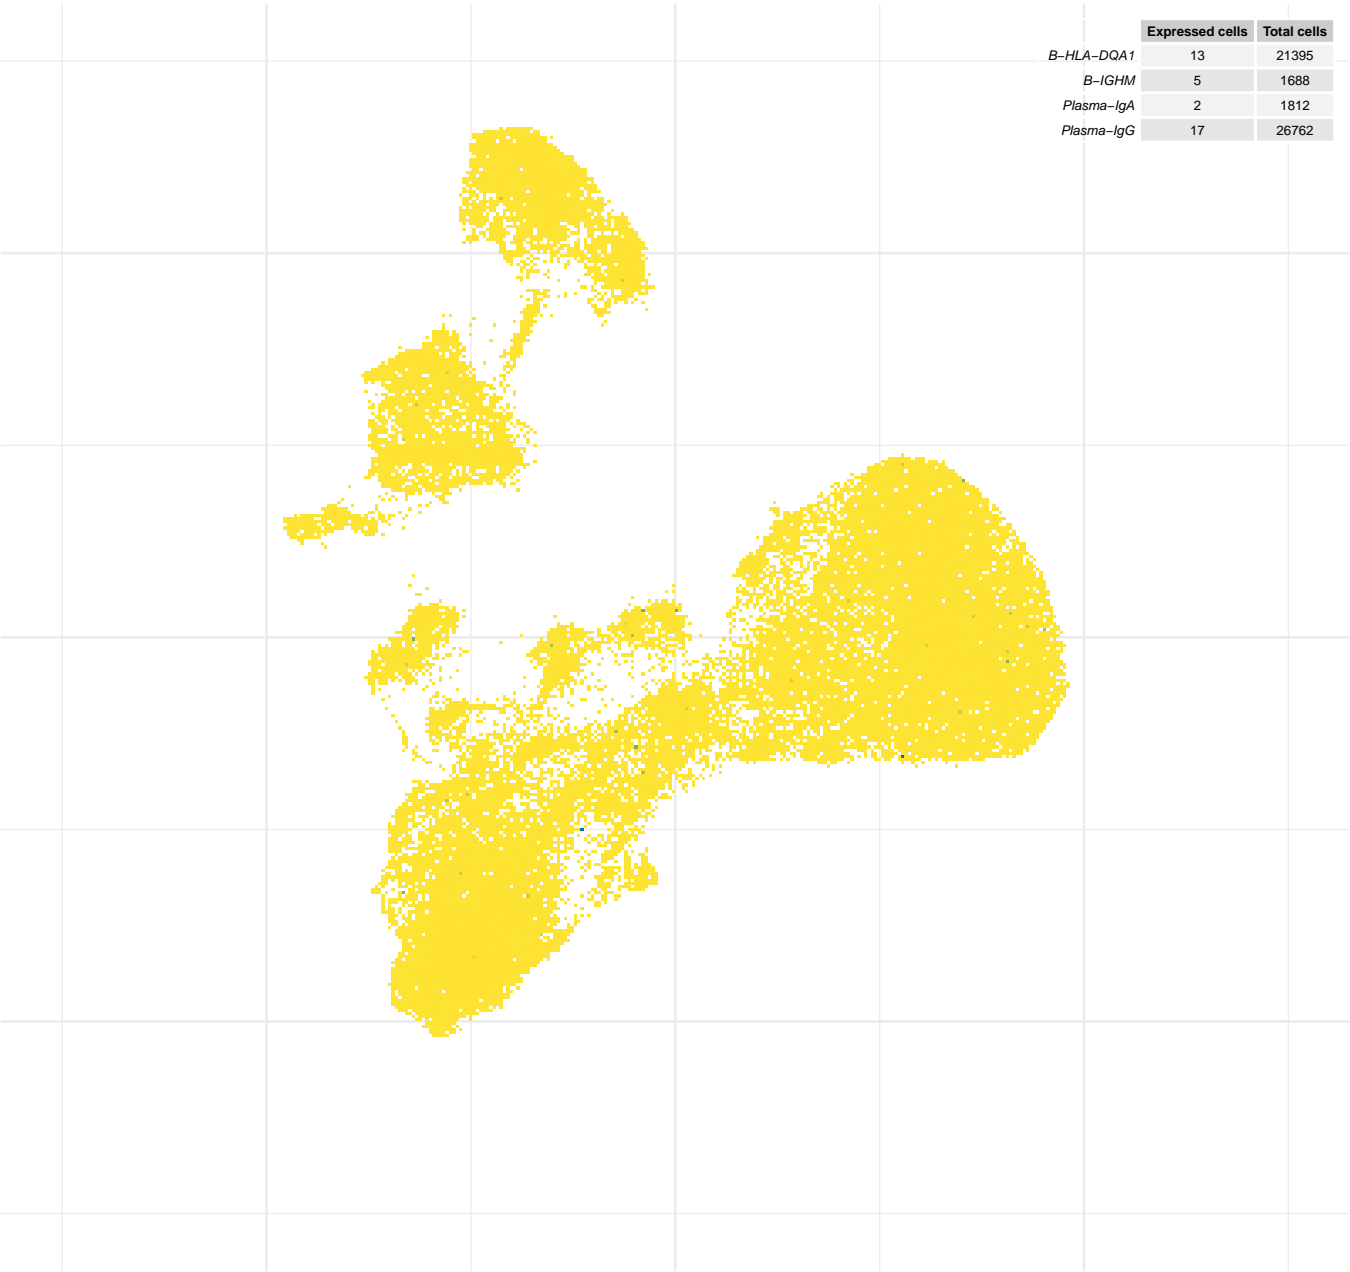 Expressed cells Total cells
B−HLA−DQA1 13 21395
B−IGHM 5 1688
Plasma−IgA 2 1812
Plasma−IgG 17 26762